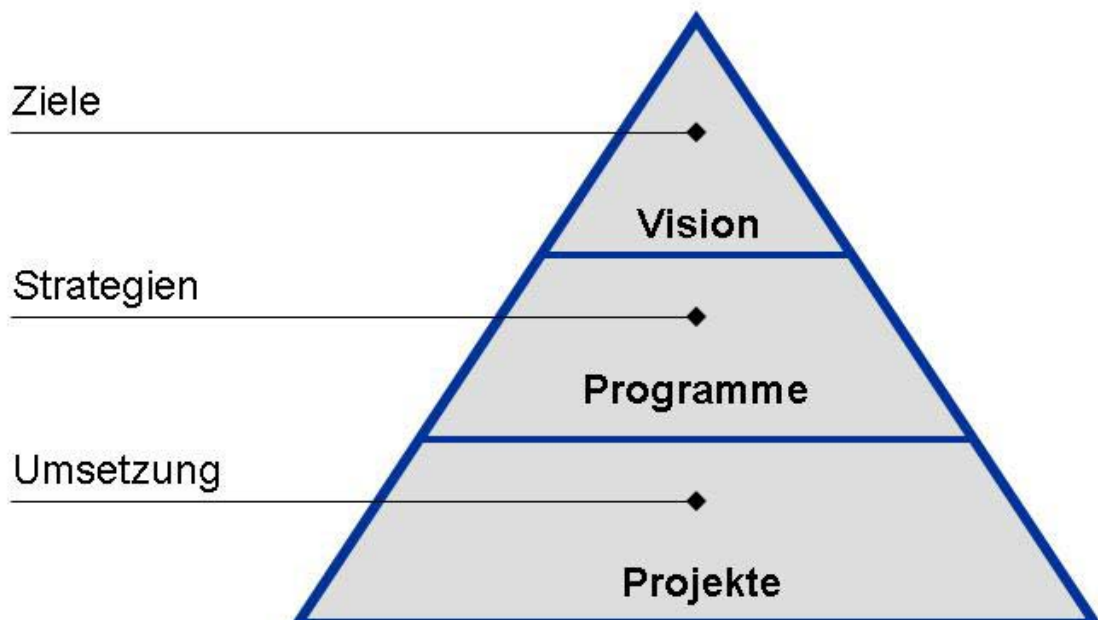 Ziele
Vision
Strategien
Programme
Umsetzung
Projekte